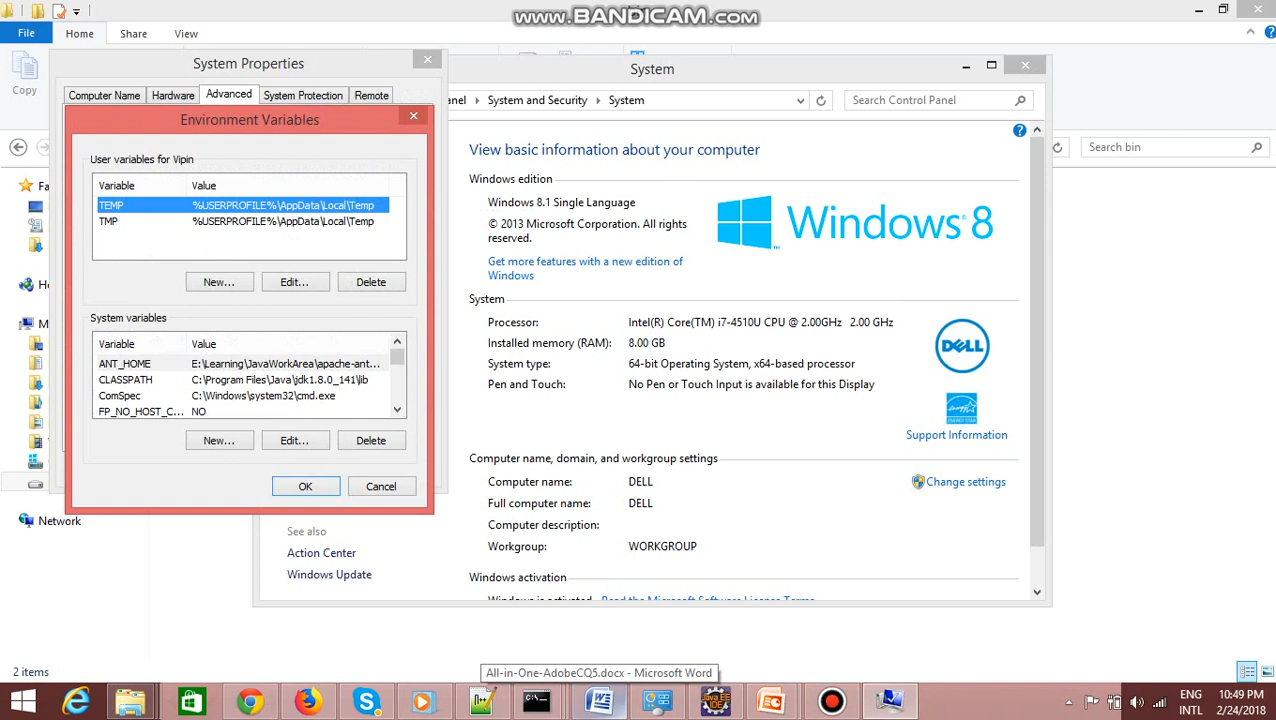 www.BANDICAM.com
File
Home
Share
View
Copy
System Properties
Computer Name
Hardware
Advanced
System Protection
Remote
Environment Variables
User variables for Vipin
Variable Value
TEMP %USERPROFILE%\AppData\Local\Temp
TMP %USERPROFILE%\AppData\Local\Temp
New...
Edit...
Delete
System variables
Variable Value
ANT_HOME E:\Learning\JavaWorkArea\apache-ant...
CLASSPATH C:\Program Files\Java\jdk1.8.0_141\lib
ComSpec C:\Windows\system32\cmd.exe
FP_NO_HOST_C... NO
New...
Edit...
Delete
OK
Cancel
System
System and Security
System
Search Control Panel
Search bin
View basic information about your computer
Windows edition
Windows 8.1 Single Language
© 2013 Microsoft Corporation. All rights
reserved.
Get more features with a new edition of
Windows
Windows 8
System
Processor: Intel(R) Core(TM) i7-4510U CPU @ 2.00GHz 2.00 GHz
Installed memory (RAM): 8.00 GB
System type: 64-bit Operating System, x64-based processor
Pen and Touch: No Pen or Touch Input is available for this Display
DELL
Support Information
Computer name, domain, and workgroup settings
Computer name: DELL
Full computer name: DELL
Computer description:
Workgroup: WORKGROUP
Change settings
Windows activation
Windows is activated Read the Microsoft Software License Terms
See also
Action Center
Windows Update
Network
2 items
All-in-One-AdobeCQ5.docx - Microsoft Word
ENG
INTL
10:49 PM
2/24/2018